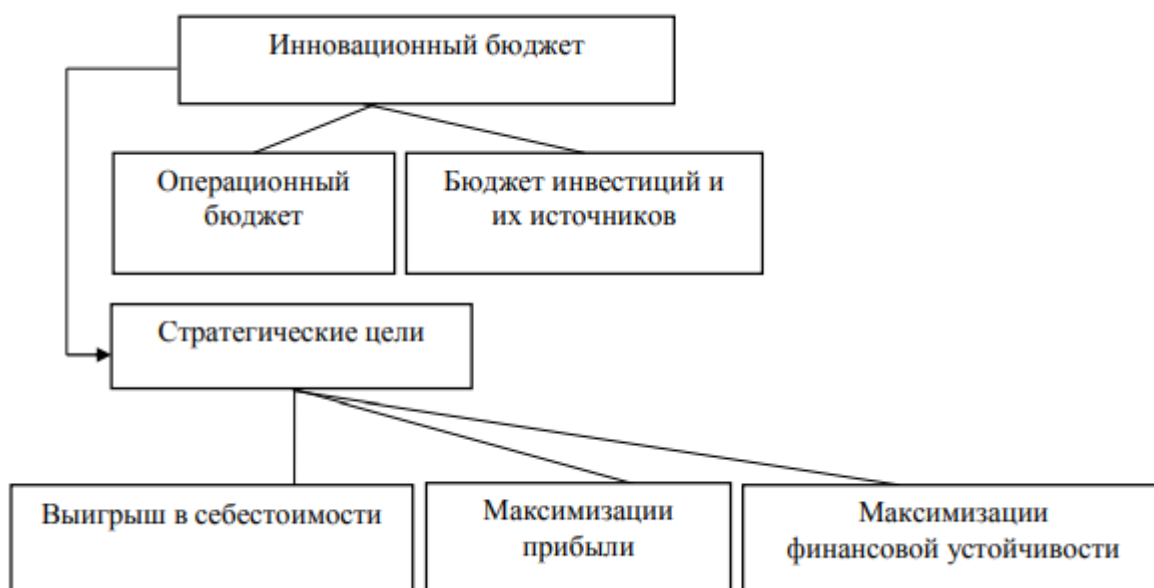 Инновационный бюджет
Операционный
бюджет
Бюджет инвестиций и
их источников
Стратегические цели
Выигрыш в себестоимости
Максимизации
прибыли
Максимизации
финансовой устойчивости